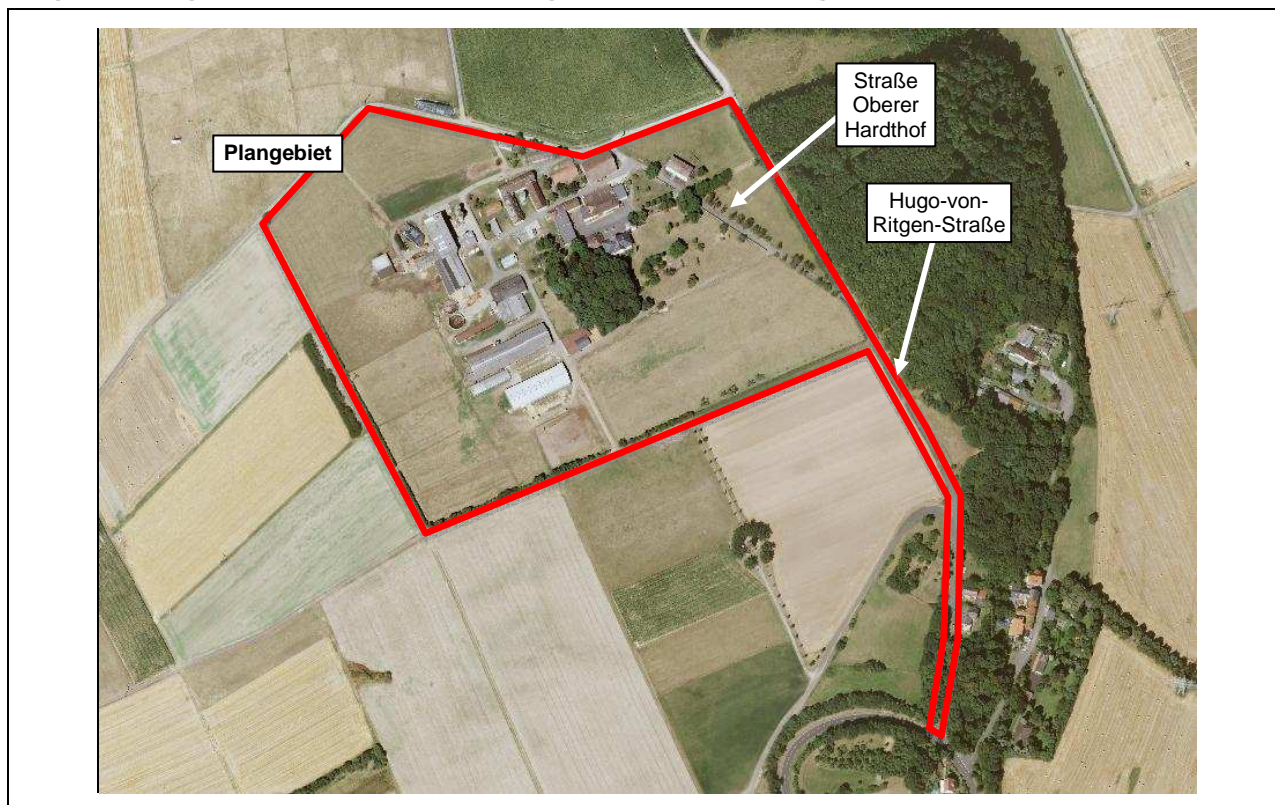 Plangebiet
Straße
Oberer
Hardthof
Hugo-von-
Ritgen-Straße